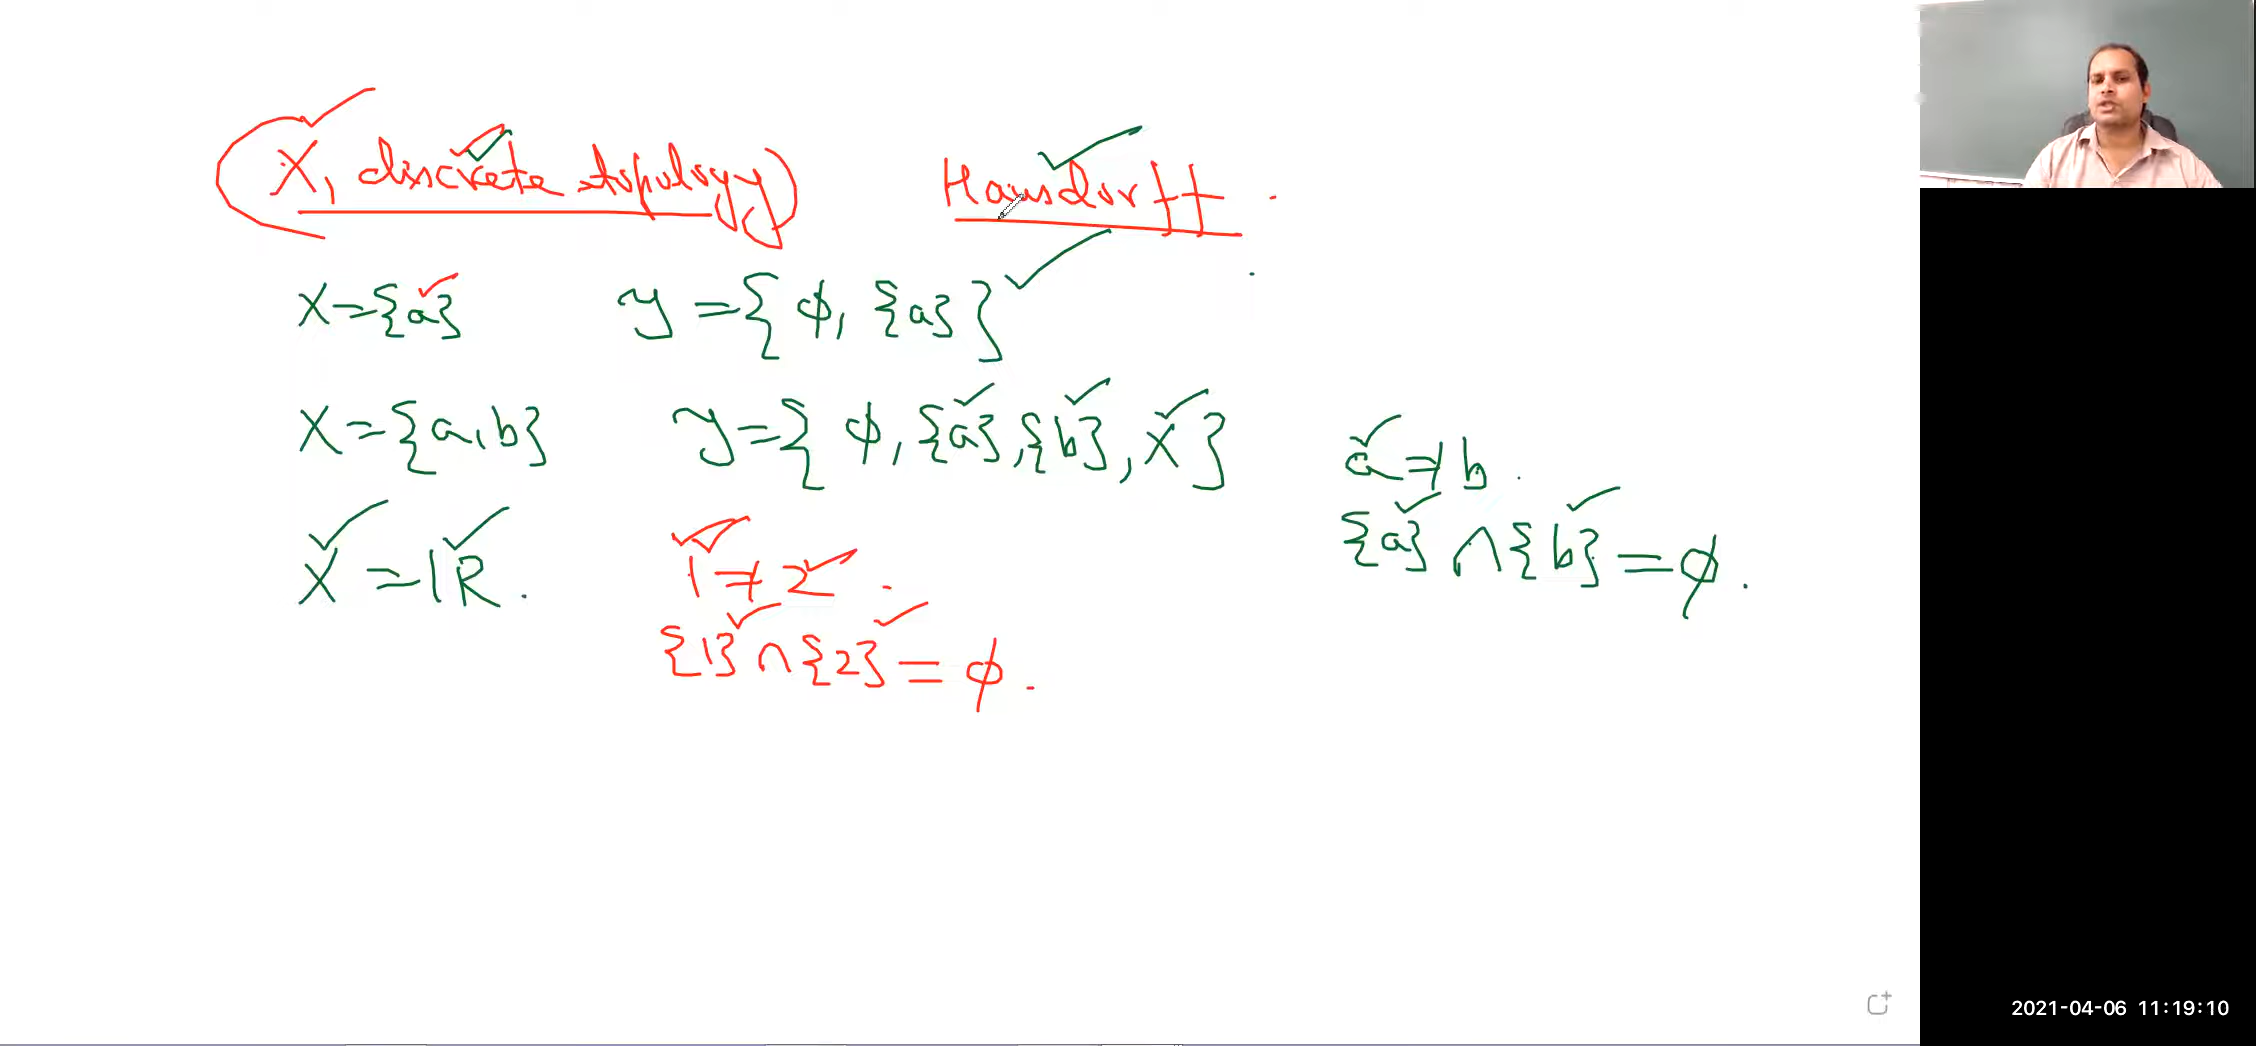 (X, discrete topology) Hausdorff.
X={a} 𝒯={ϕ, {a}}
X={a,b} 𝒯={ϕ, {a}, {b}, X}
a≠b.
{a}∩{b}=ϕ.
X=ℝ. 1≠2.
{1}∩{2}=ϕ.
2021-04-06 11:19:10